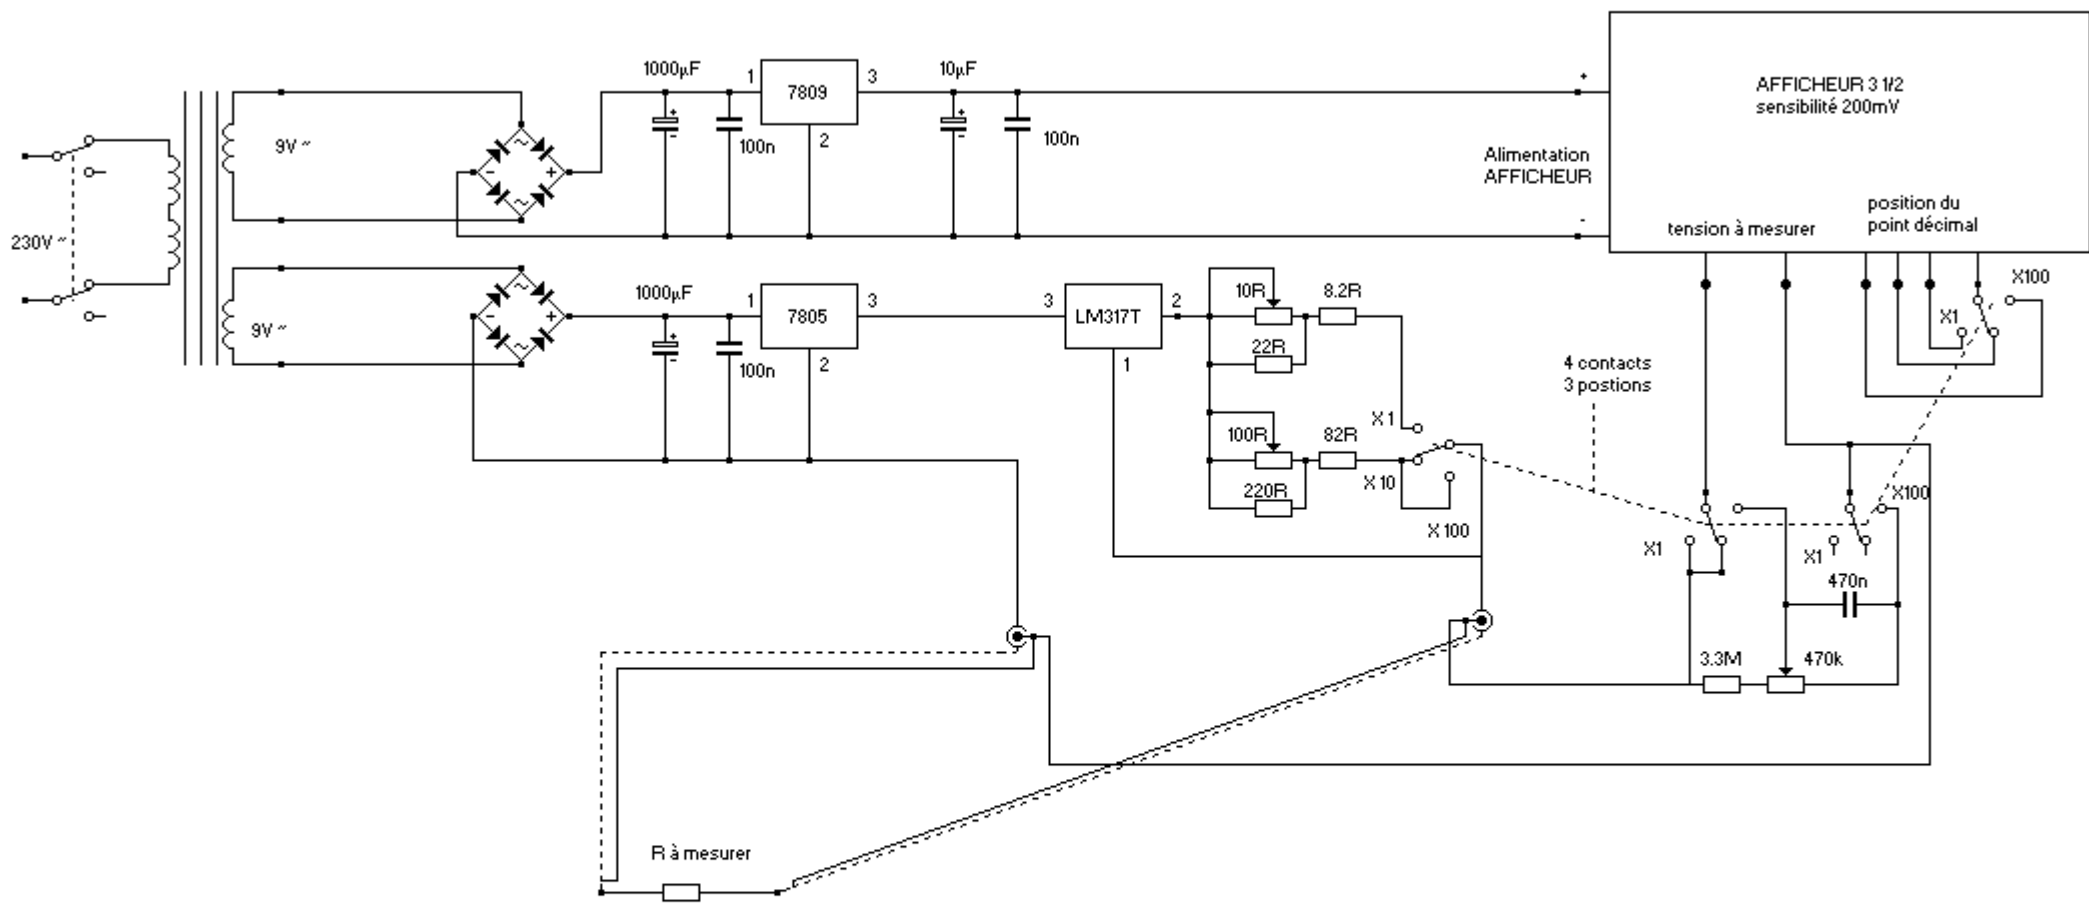 1000µF
1
7809
3
2
100n
10µF
100n
+
-
AFFICHEUR 3 1/2
sensibilité 200mV
Alimentation
AFFICHEUR
tension à mesurer
position du
point décimal
+
-
9V ~
~
-
+
~
230V ~
9V ~
~
-
+
~
1000µF
+
-
100n
1
7805
3
2
3
LM317T
2
1
10R
8.2R
22R
100R
82R
220R
X 1
X 10
X 100
4 contacts
3 postions
X1
X100
X1
X1
X100
470n
3.3M
470k
+
-
R à mesurer